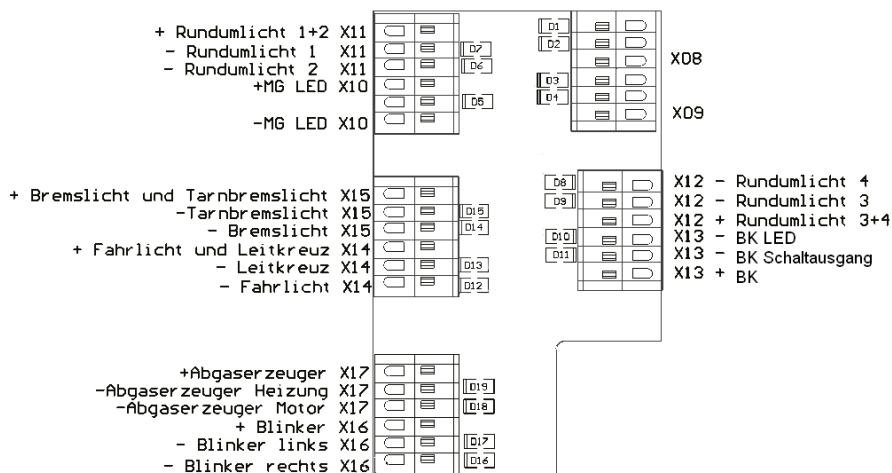 + Rundumlicht 1+2 X11
- Rundumlicht 1 X11
- Rundumlicht 2 X11
+MG LED X10
-MG LED X10
D7
D6
D5
D1
D2
D3
D4
X08
X09
+ Bremslicht und Tarnbremslicht X15
-Tarnbremslicht X15
- Bremslicht X15
+ Fahrlicht und Leitkreuz X14
- Leitkreuz X14
- Fahrlicht X14
D15
D14
D13
D12
D8
D9
D10
D11
X12 - Rundumlicht 4
X12 - Rundumlicht 3
X12 + Rundumlicht 3+4
X13 - BK LED
X13 - BK Schaltausgang
X13 + BK
+Abgaserzeuger X17
-Abgaserzeuger Heizung X17
-Abgaserzeuger Motor X17
+ Blinker X16
- Blinker links X16
- Blinker rechts X16
D19
D18
D17
D16